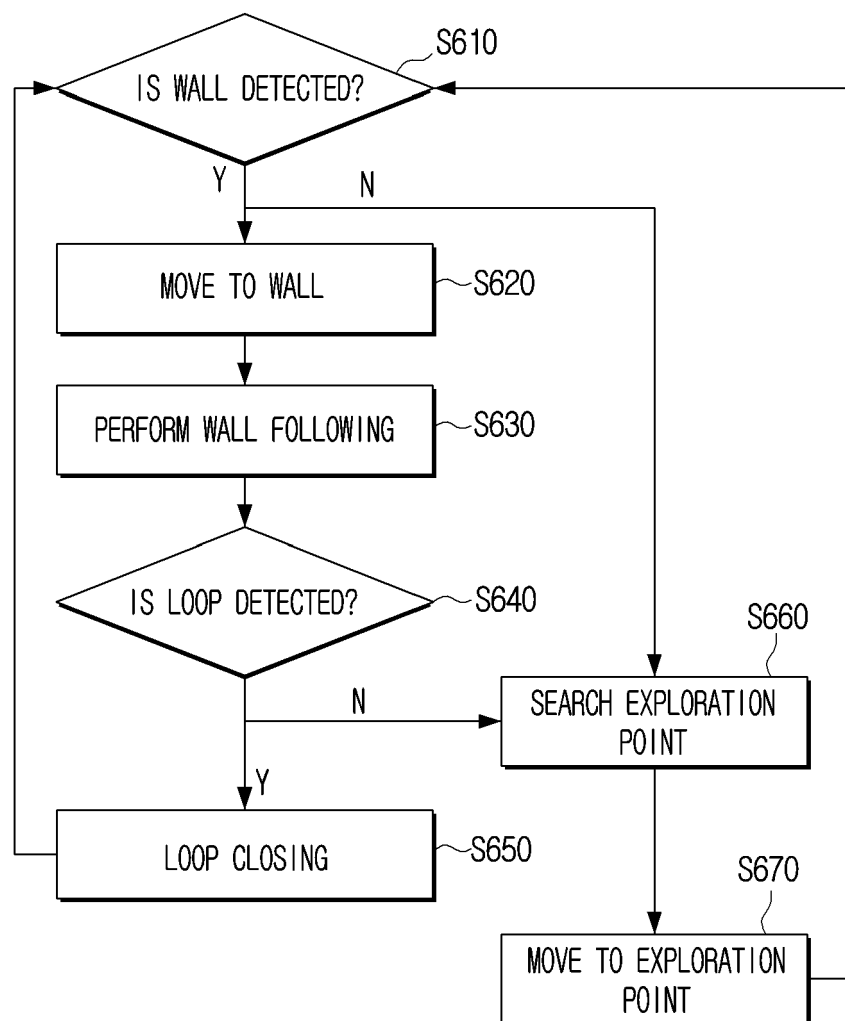 S610
IS WALL DETECTED?
Y
N
MOVE TO WALL
S620
PERFORM WALL FOLLOWING
S630
IS LOOP DETECTED?
S640
S660
N
SEARCH EXPLORATION
POINT
Y
LOOP CLOSING
S650
S670
MOVE TO EXPLORATION
POINT